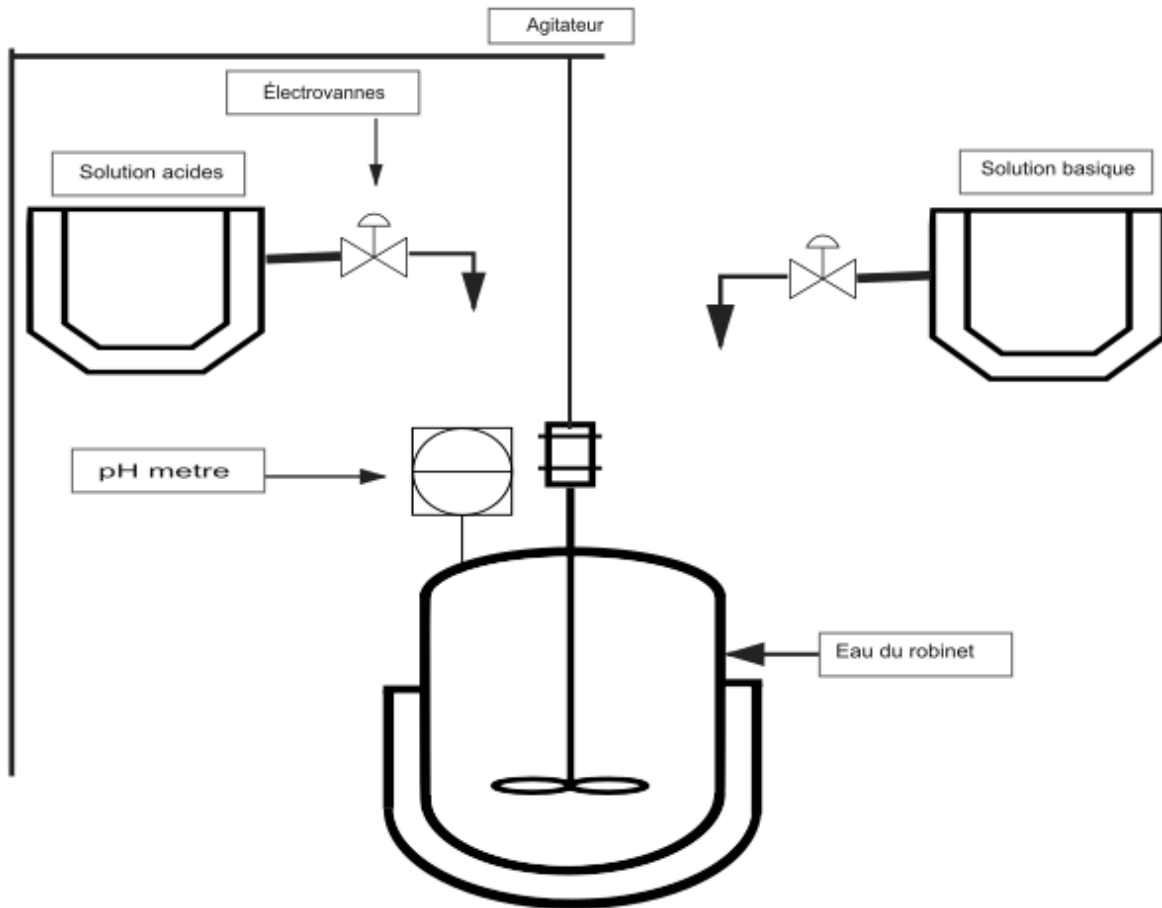 Agitateur
Électrovannes
Solution acides
Solution basique
pH metre
Eau du robinet